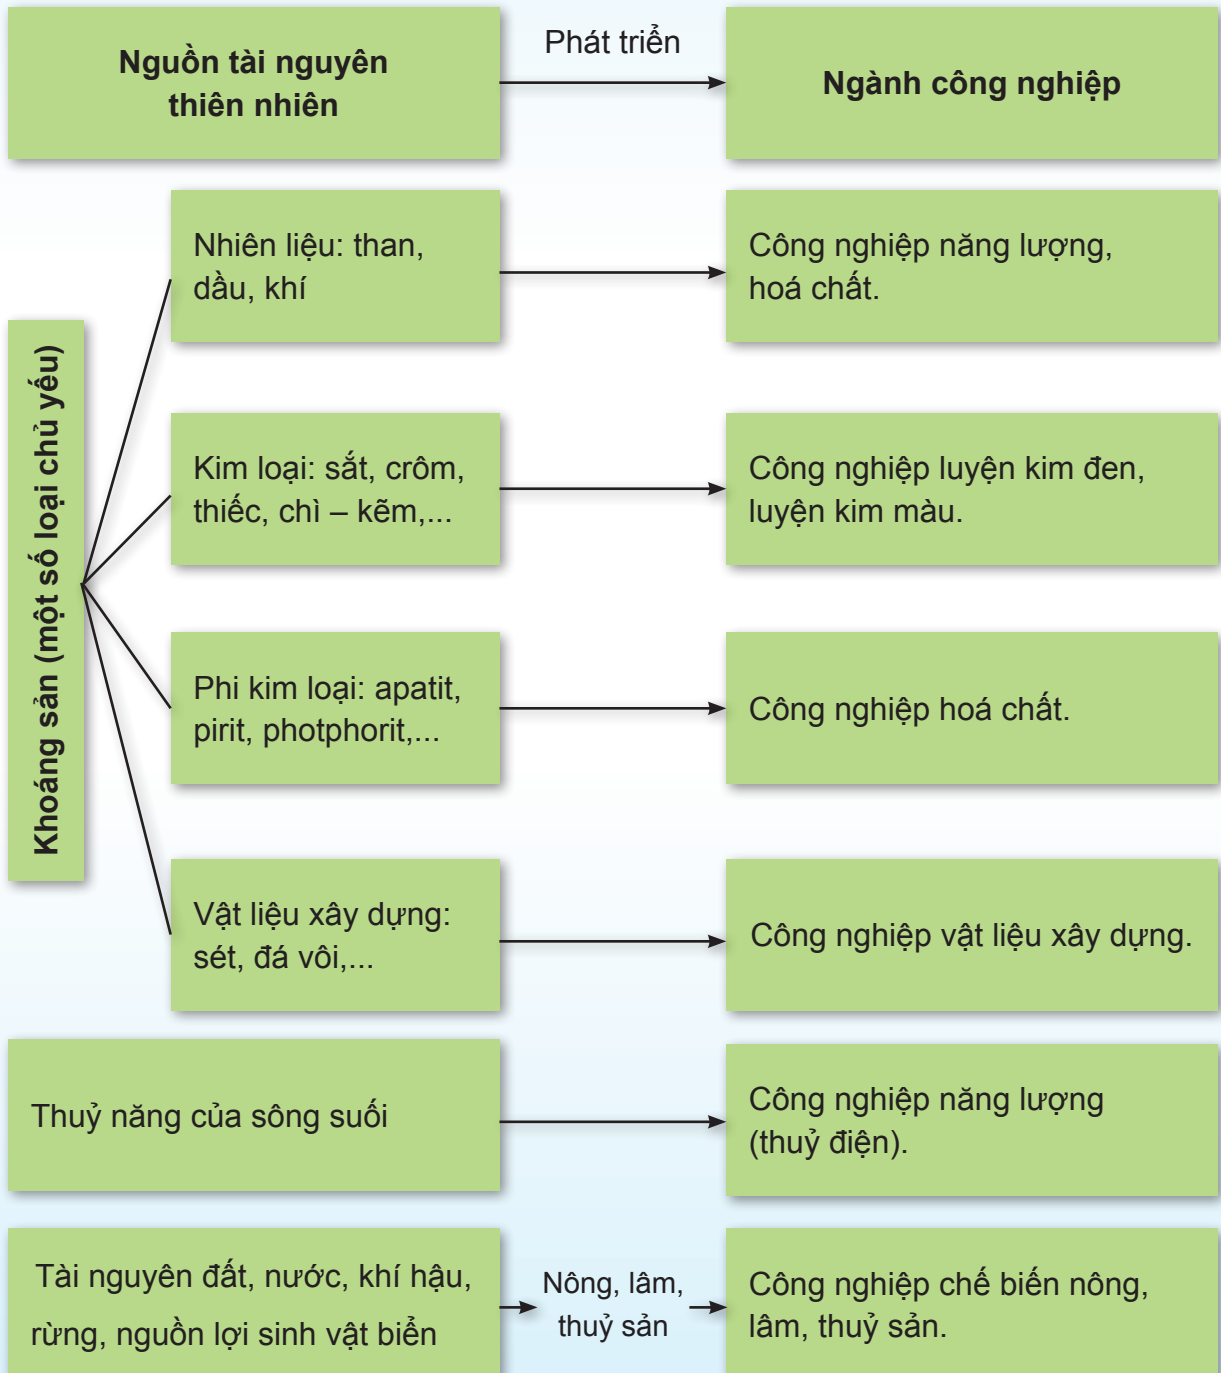 Nguồn tài nguyên
thiên nhiên
Phát triển
Ngành công nghiệp
Khoáng sản (một số loại chủ yếu)
Nhiên liệu: than,
dầu, khí
Công nghiệp năng lượng,
hoá chất.
Kim loại: sắt, crôm,
thiếc, chì – kẽm,...
Công nghiệp luyện kim đen,
luyện kim màu.
Phi kim loại: apatit,
pirit, photphorit,...
Công nghiệp hoá chất.
Vật liệu xây dựng:
sét, đá vôi,...
Công nghiệp vật liệu xây dựng.
Thuỷ năng của sông suối
Công nghiệp năng lượng
(thuỷ điện).
Tài nguyên đất, nước, khí hậu,
rừng, nguồn lợi sinh vật biển
Nông, lâm,
thuỷ sản
Công nghiệp chế biến nông,
lâm, thuỷ sản.